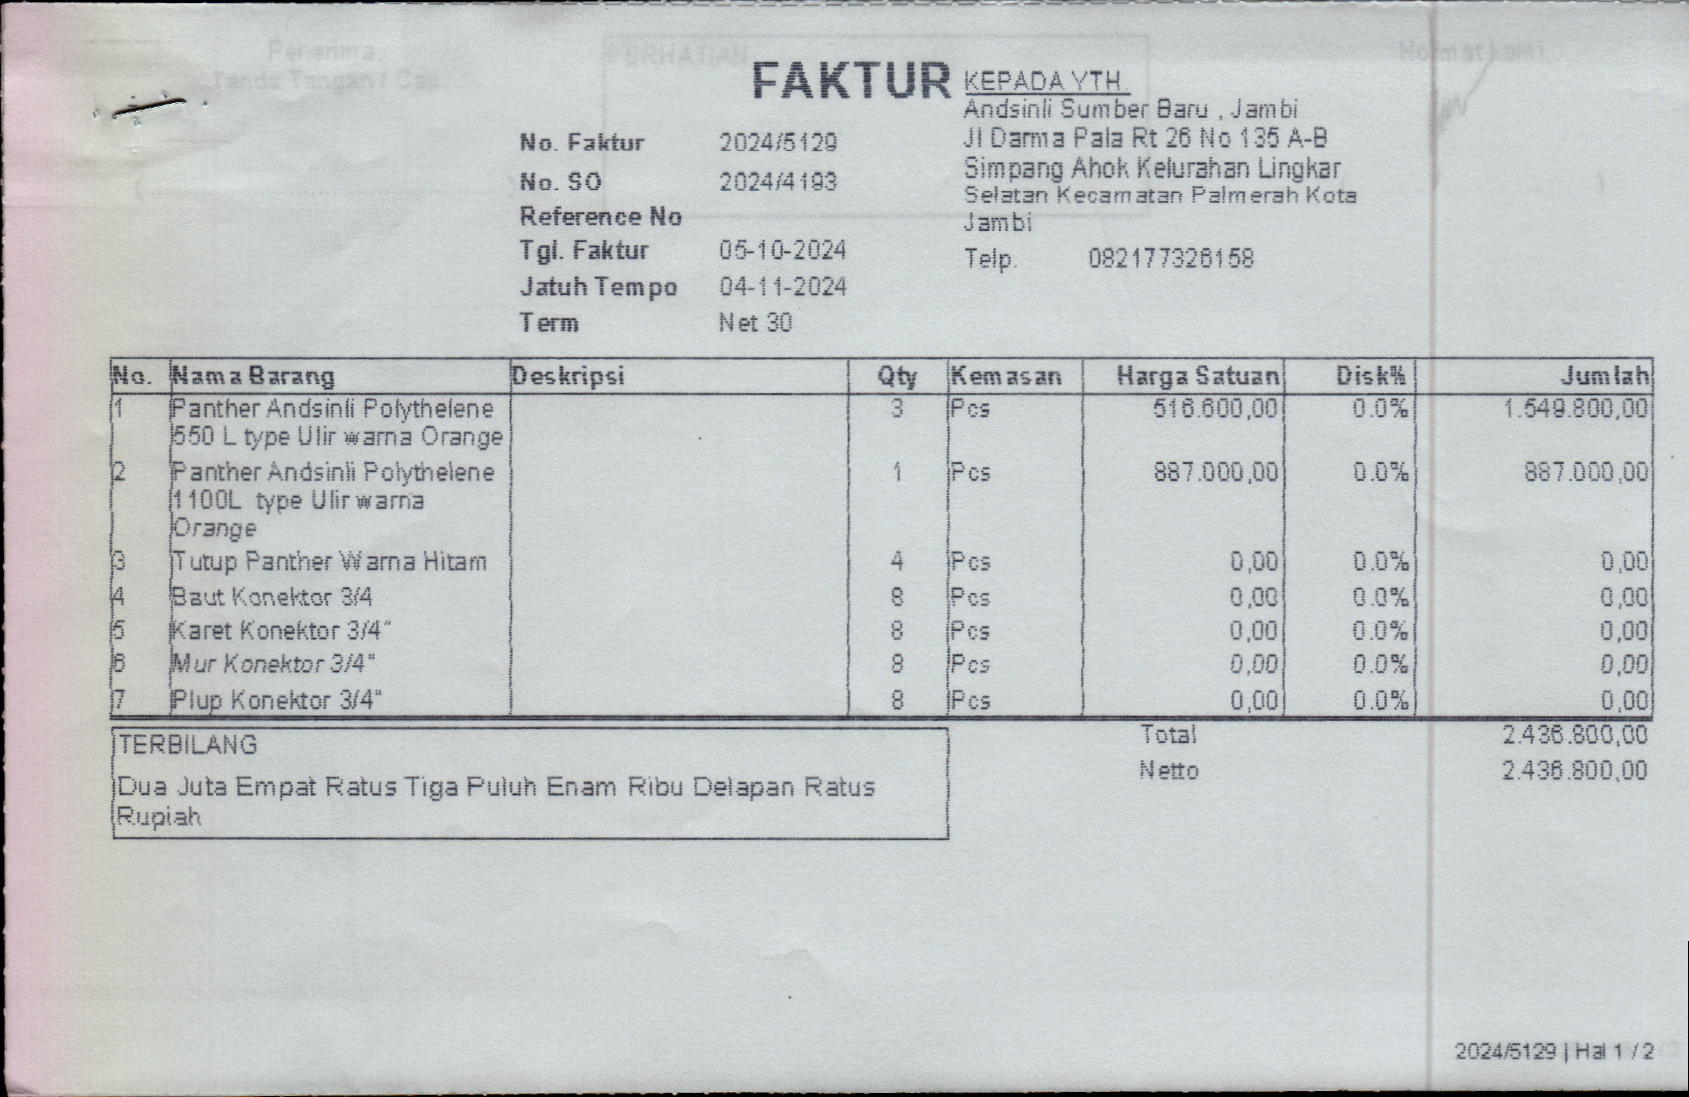 FAKTUR
KEPADA YTH.
Andsinli Sumber Baru , Jambi
Jl Darma Pala Rt 26 No 135 A-B
Simpang Ahok Kelurahan Lingkar
Selatan Kecamatan Palmerah Kota
Jambi
Telp. 082177326158
No. Faktur 2024/5129
No. SO 2024/4193
Reference No
Tgl. Faktur 05-10-2024
Jatuh Tempo 04-11-2024
Term Net 30
No. Nama Barang Deskripsi Qty Kemasan Harga Satuan Disk% Jumlah
1 Panther Andsinli Polythelene 3 Pcs 516.600,00 0.0% 1.549.800,00
550 L type Ulir warna Orange
2 Panther Andsinli Polythelene 1 Pcs 887.000,00 0.0% 887.000,00
1100L type Ulir warna
Orange
3 Tutup Panther Warna Hitam 4 Pcs 0,00 0.0% 0,00
4 Baut Konektor 3/4 8 Pcs 0,00 0.0% 0,00
5 Karet Konektor 3/4" 8 Pcs 0,00 0.0% 0,00
6 Mur Konektor 3/4" 8 Pcs 0,00 0.0% 0,00
7 Plup Konektor 3/4" 8 Pcs 0,00 0.0% 0,00
Total 2.436.800,00
Netto 2.436.800,00
TERBILANG
Dua Juta Empat Ratus Tiga Puluh Enam Ribu Delapan Ratus
Rupiah
2024/5129 | Hal 1 / 2
Penerima
Tanda Tangan / Cap
PERHATIAN
Hormat kami